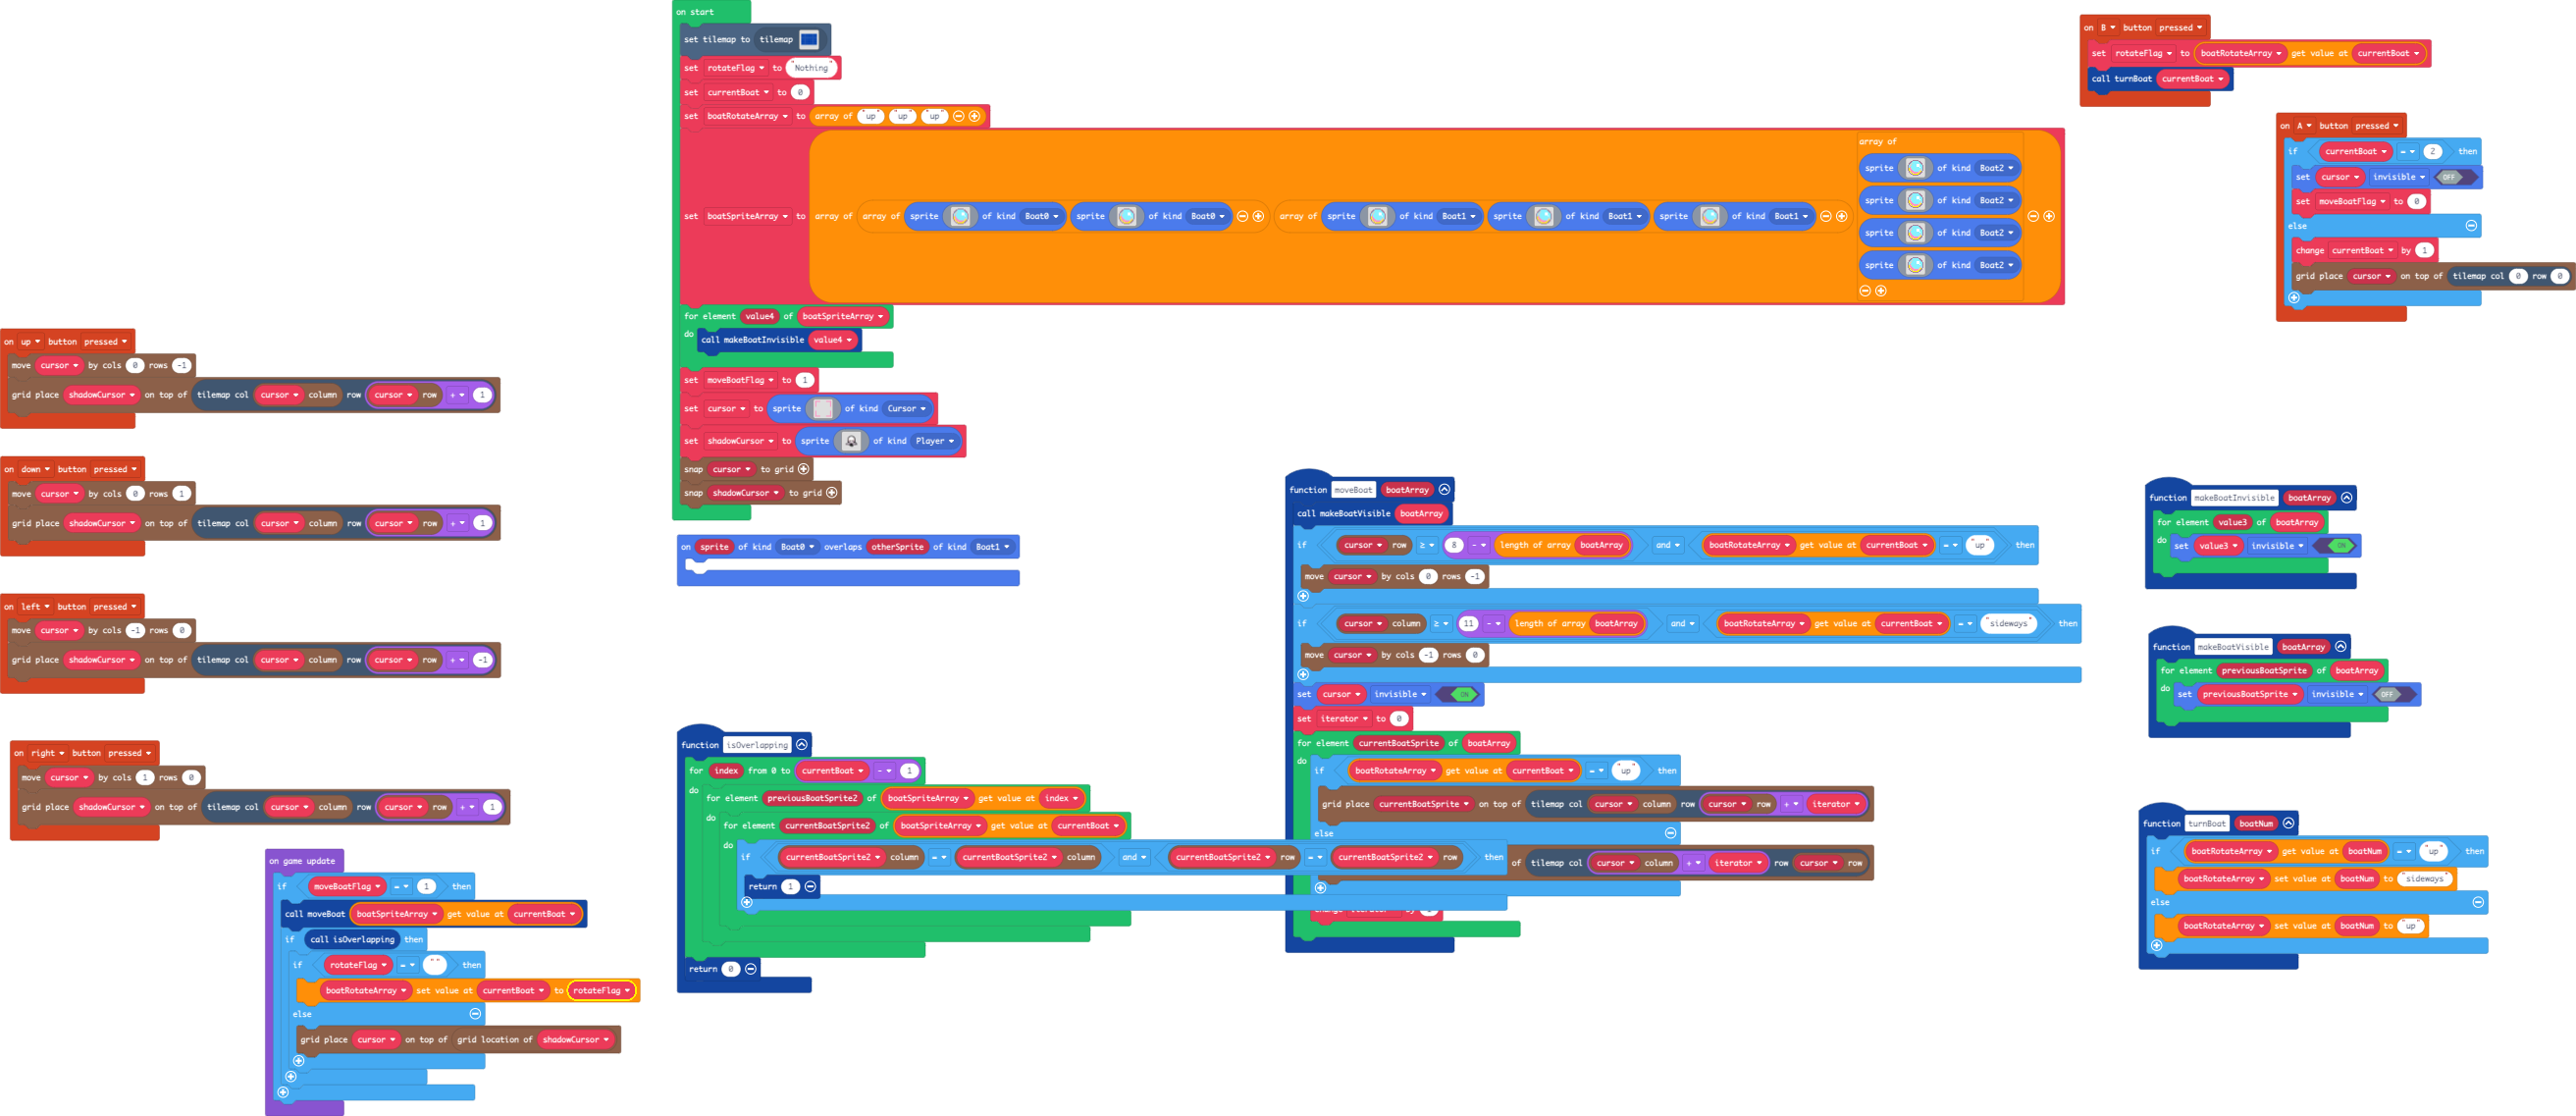 on start
set tilemap to tilemap
set rotateFlag to "Nothing"
set currentBoat to 0
set boatRotateArray to array of "up" "up" "up"
set boatSpriteArray to array of array of sprite of kind Boat0 sprite of kind Boat0 array of sprite of kind Boat1 sprite of kind Boat1 sprite of kind Boat1
array of
sprite of kind Boat2
sprite of kind Boat2
sprite of kind Boat2
sprite of kind Boat2
for element value4 of boatSpriteArray
do call makeBoatInvisible value4
set moveBoatFlag to 1
set cursor to sprite of kind Cursor
set shadowCursor to sprite of kind Player
snap cursor to grid
snap shadowCursor to grid
on B button pressed
set rotateFlag to boatRotateArray get value at currentBoat
call turnBoat currentBoat
on A button pressed
if currentBoat = 2 then
set cursor invisible OFF
set moveBoatFlag to 0
else
change currentBoat by 1
grid place cursor on top of tilemap col 0 row 0
on up button pressed
move cursor by cols 0 rows -1
grid place shadowCursor on top of tilemap col cursor column row cursor row + 1
on down button pressed
move cursor by cols 0 rows 1
grid place shadowCursor on top of tilemap col cursor column row cursor row + 1
on left button pressed
move cursor by cols -1 rows 0
grid place shadowCursor on top of tilemap col cursor column row cursor row + -1
on right button pressed
move cursor by cols 1 rows 0
grid place shadowCursor on top of tilemap col cursor column row cursor row + 1
on game update
if moveBoatFlag = 1 then
call moveBoat boatSpriteArray get value at currentBoat
if call isOverlapping then
if rotateFlag = "" then
boatRotateArray set value at currentBoat to rotateFlag
else
grid place cursor on top of grid location of shadowCursor
on sprite of kind Boat0 overlaps otherSprite of kind Boat1
function isOverlapping
for index from 0 to currentBoat - 1
do for element previousBoatSprite2 of boatSpriteArray get value at index
do for element currentBoatSprite2 of boatSpriteArray get value at currentBoat
do if currentBoatSprite2 column = currentBoatSprite2 column and currentBoatSprite2 row = currentBoatSprite2 row then
return 1
return 0
function moveBoat boatArray
call makeBoatVisible boatArray
if cursor row ≥ 8 - length of array boatArray and boatRotateArray get value at currentBoat = "up" then
move cursor by cols 0 rows -1
if cursor column ≥ 11 - length of array boatArray and boatRotateArray get value at currentBoat = "sideways" then
move cursor by cols -1 rows 0
set cursor invisible ON
set iterator to 0
for element currentBoatSprite of boatArray
do if boatRotateArray get value at currentBoat = "up" then
grid place currentBoatSprite on top of tilemap col cursor column row cursor row + iterator
else
of tilemap col cursor column + iterator row cursor row
function makeBoatInvisible boatArray
for element value3 of boatArray
do set value3 invisible ON
function makeBoatVisible boatArray
for element previousBoatSprite of boatArray
do set previousBoatSprite invisible OFF
function turnBoat boatNum
if boatRotateArray get value at boatNum = "up" then
boatRotateArray set value at boatNum to "sideways"
else
boatRotateArray set value at boatNum to "up"